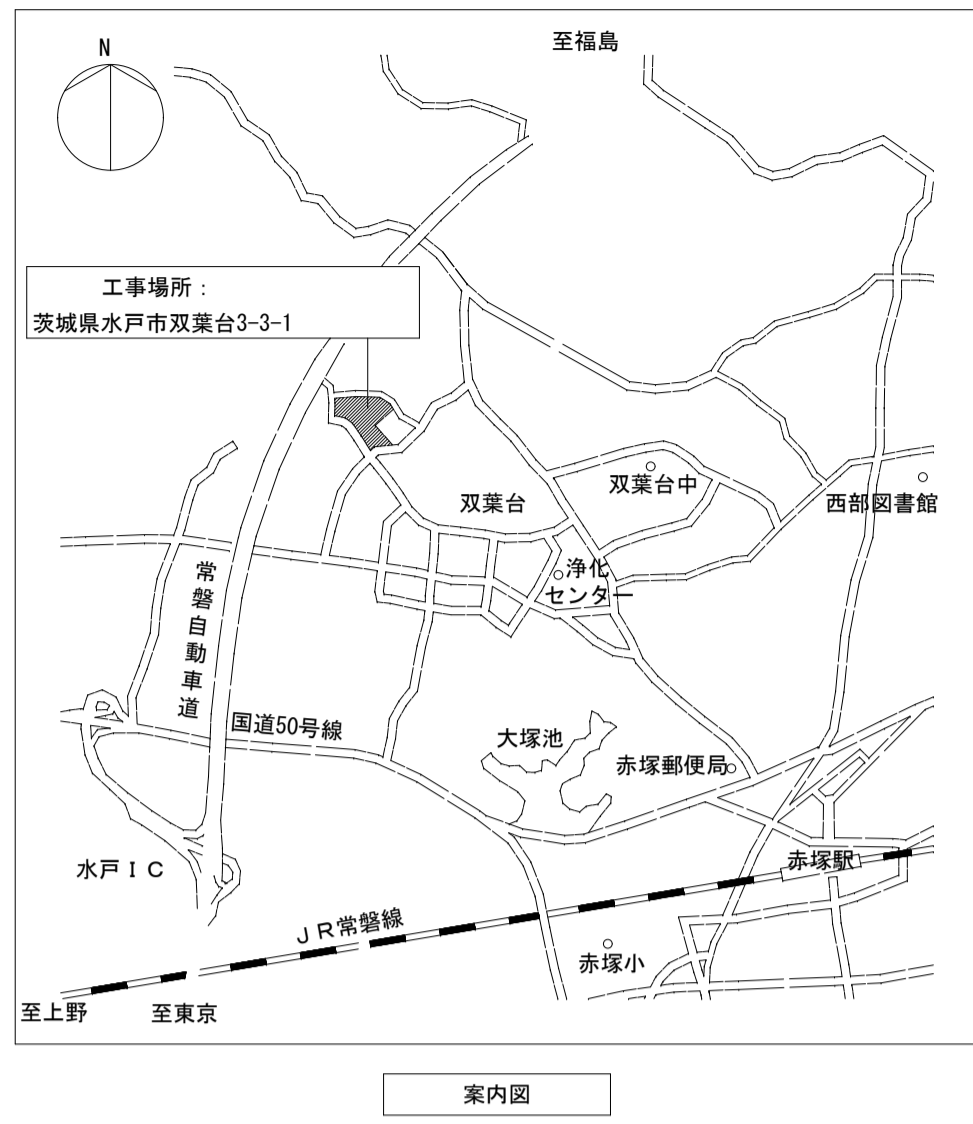 N
至福島
工事場所：
茨城県水戸市双葉台3-3-1
双葉台
双葉台中
西部図書館
浄化
センター
常磐自動車道
国道50号線
大塚池
赤塚郵便局
水戸ＩＣ
赤塚駅
ＪＲ常磐線
赤塚小
至上野
至東京
案内図